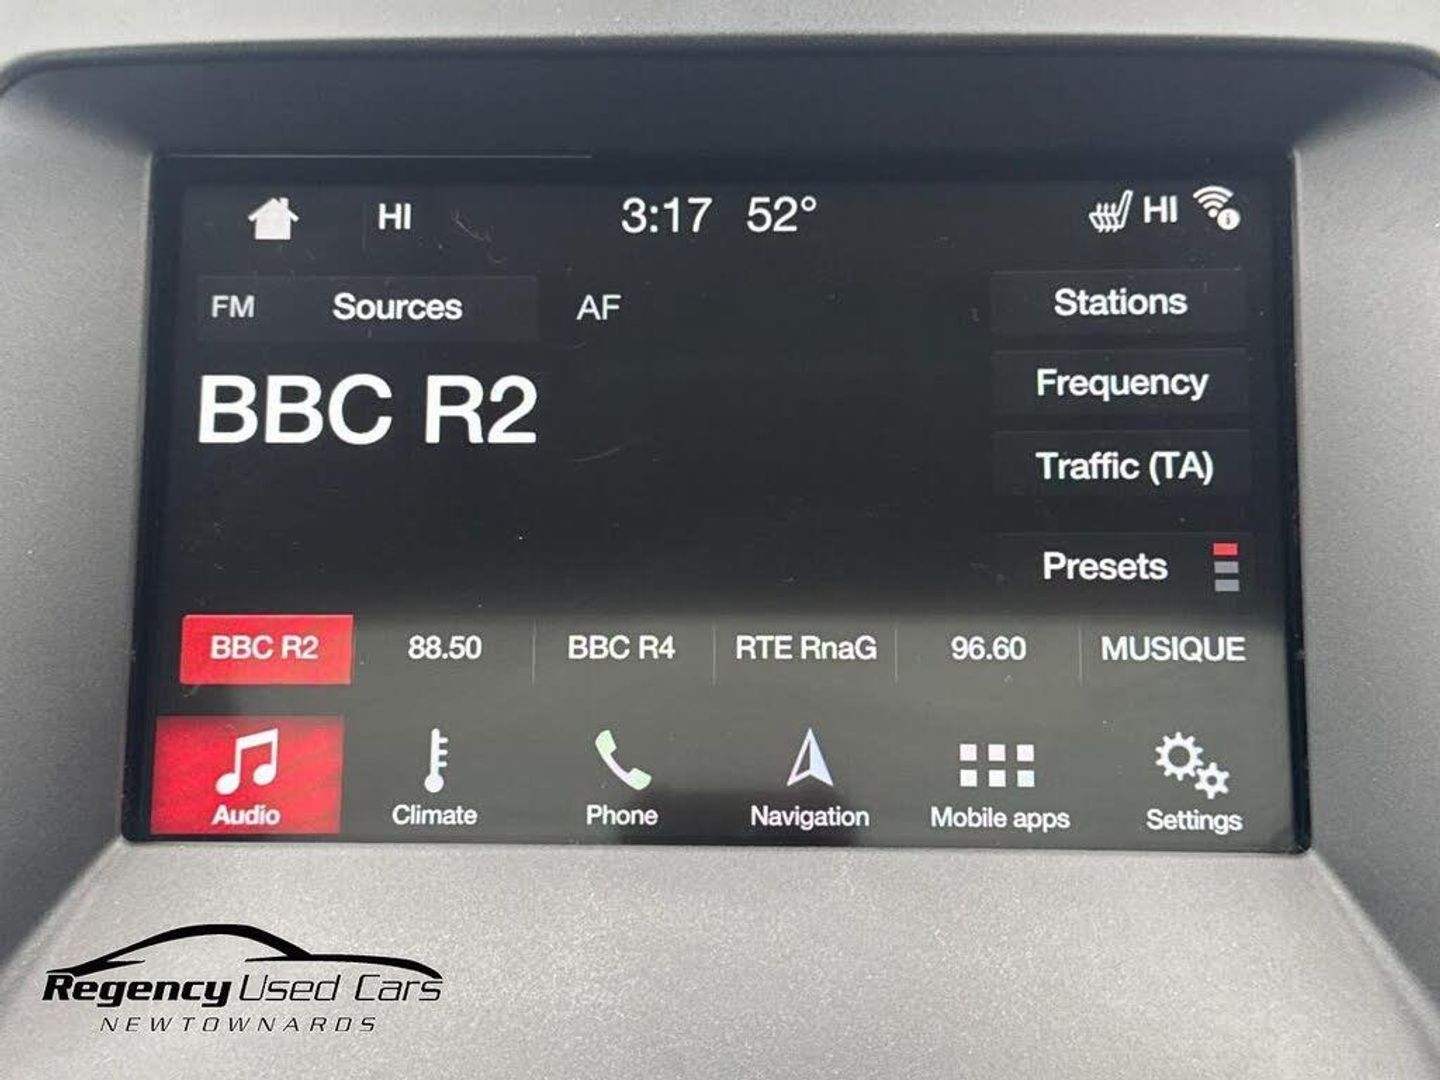 HI 3:17 52° HI
FM Sources AF Stations
BBC R2
Frequency
Traffic (TA)
Presets
BBC R2 88.50 BBC R4 RTE RnaG 96.60 MUSIQUE
Audio Climate Phone Navigation Mobile apps Settings
Regency Used Cars
NEWTOWNARDS